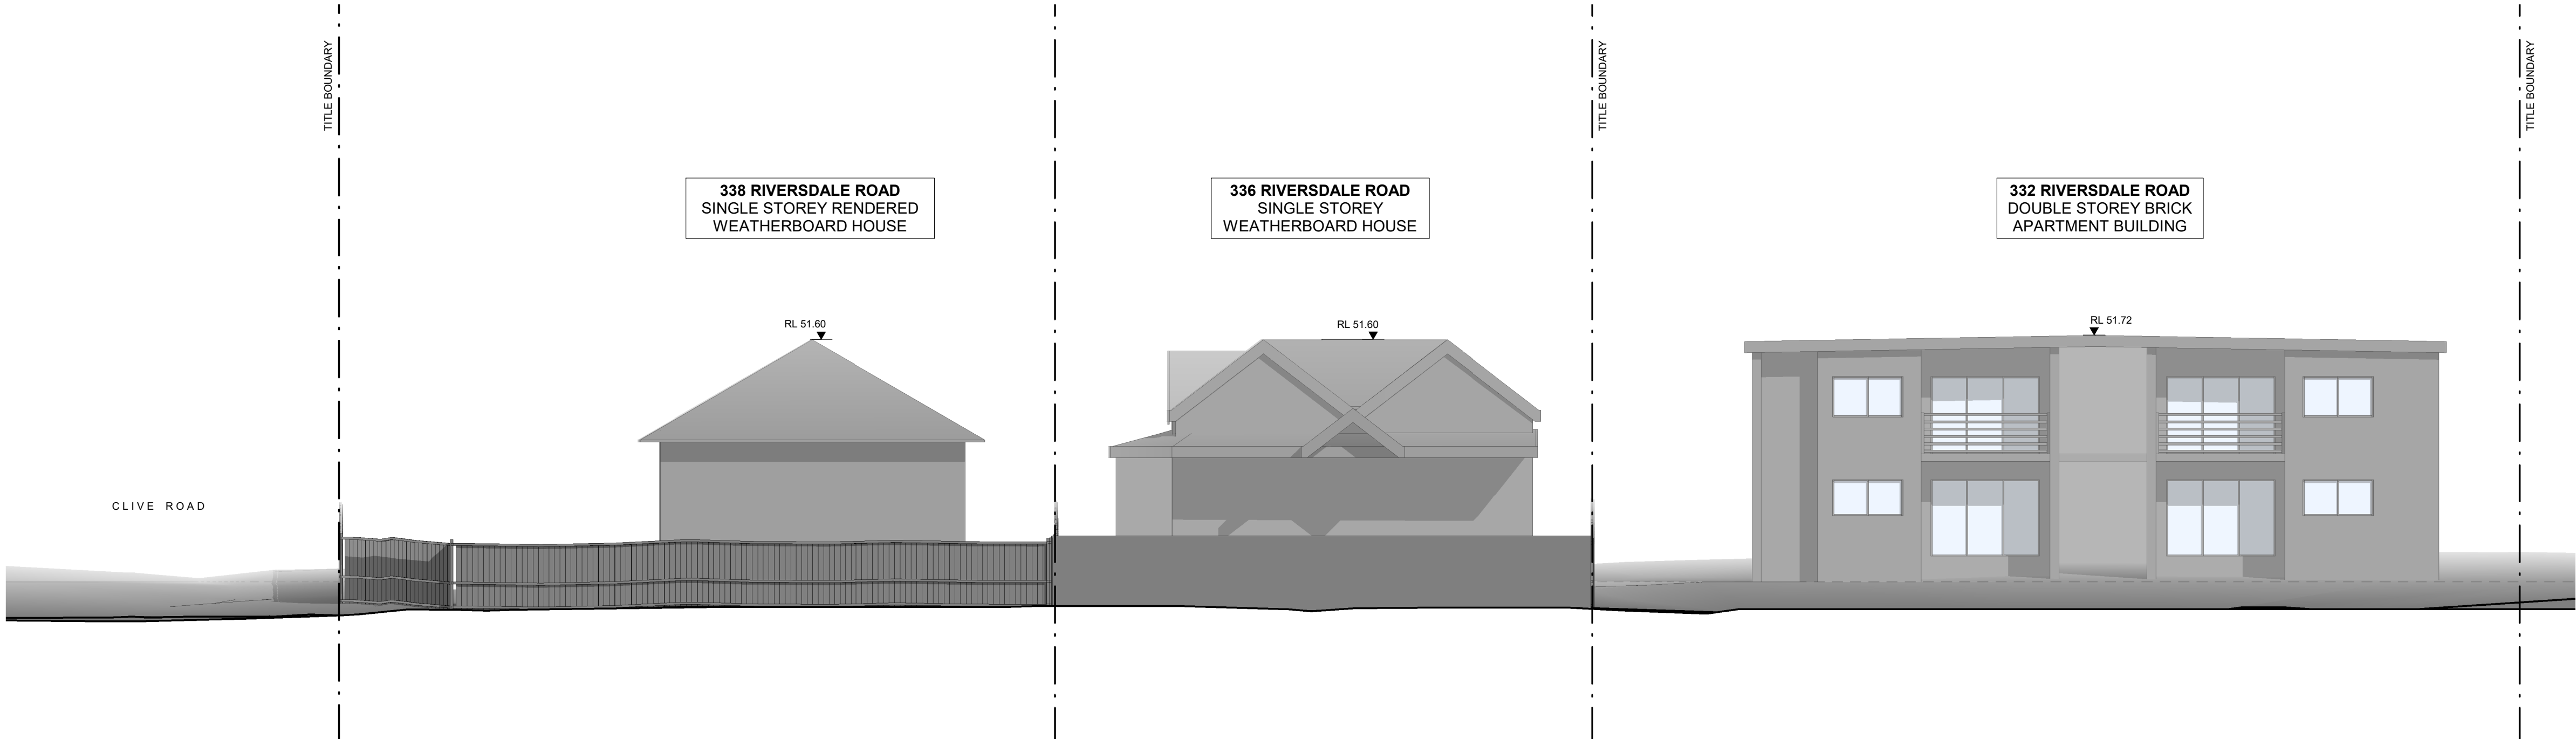 TITLE BOUNDARY
TITLE BOUNDARY
TITLE BOUNDARY
338 RIVERSDALE ROAD
SINGLE STOREY RENDERED
WEATHERBOARD HOUSE
336 RIVERSDALE ROAD
SINGLE STOREY
WEATHERBOARD HOUSE
332 RIVERSDALE ROAD
DOUBLE STOREY BRICK
APARTMENT BUILDING
RL 51.60
RL 51.60
RL 51.72
CLIVE ROAD